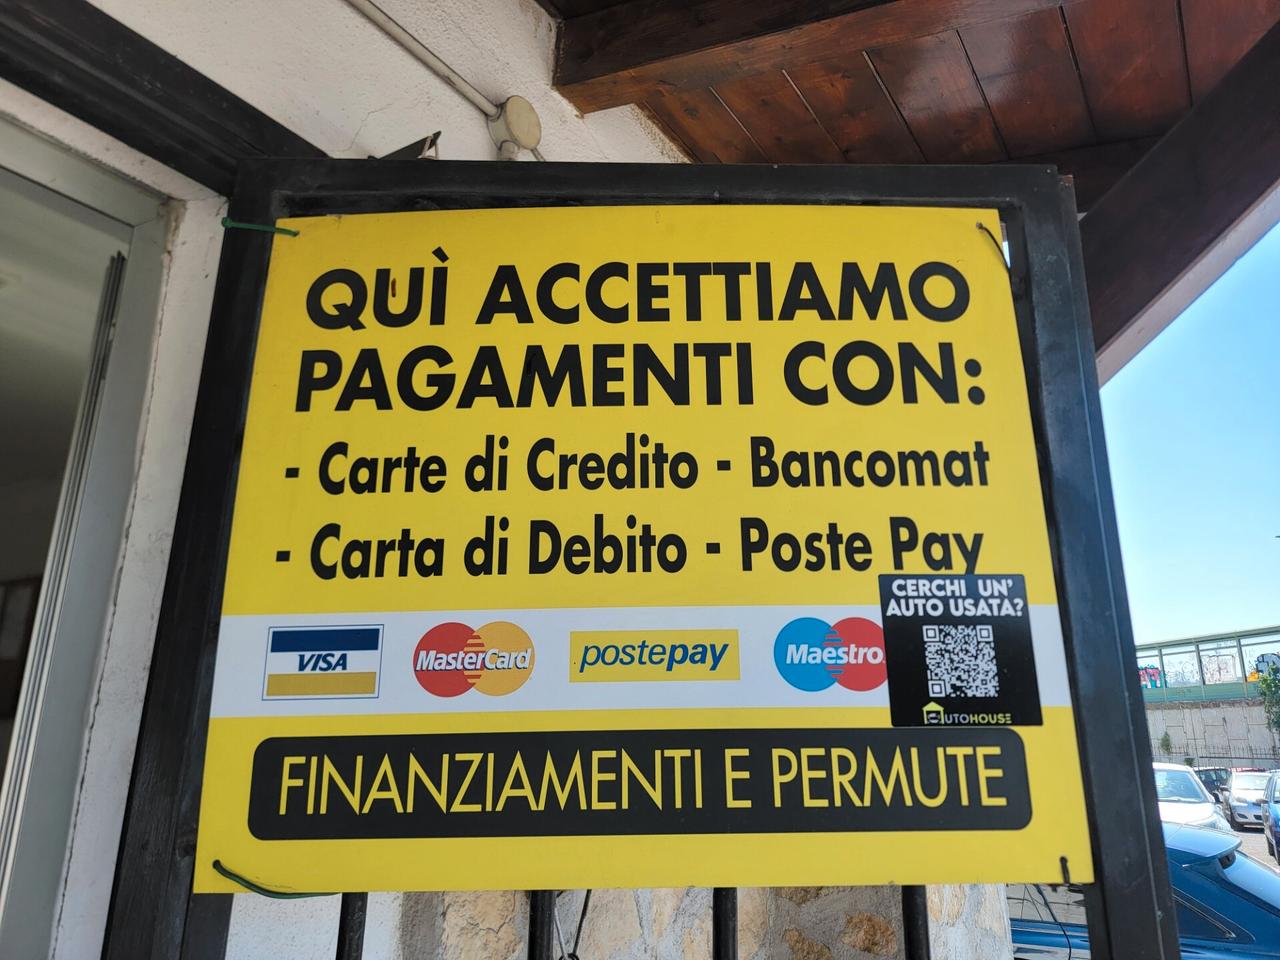 QUÌ ACCETTIAMO
PAGAMENTI CON:
- Carte di Credito - Bancomat
- Carta di Debito - Poste Pay
CERCHI UN'
AUTO USATA?
VISA
MasterCard
postepay
Maestro
AUTOHOUSE
FINANZIAMENTI E PERMUTE